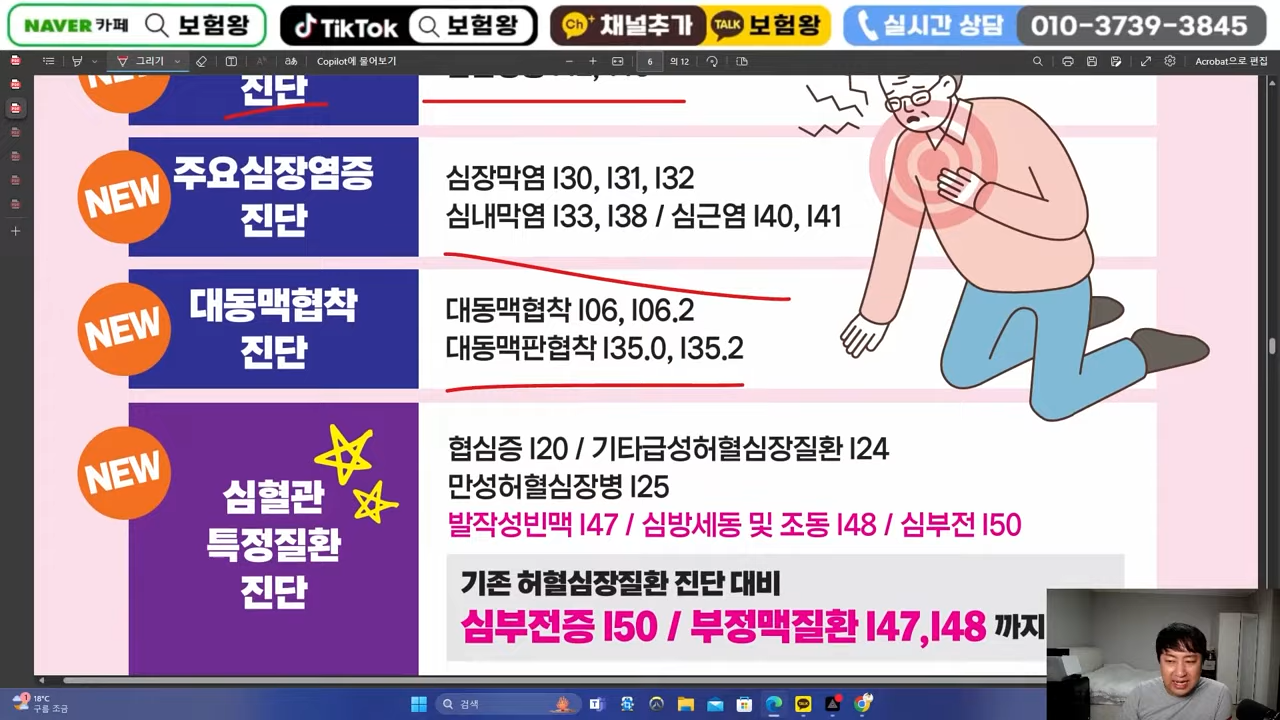 NAVER 카페 보험왕 TikTok 보험왕 Ch+ 채널추가 TALK 보험왕 실시간 상담 010-3739-3845
그리기 Copilot에 물어보기 6 의 12 Acrobat으로 편집
진단
NEW 주요심장염증
진단
심장막염 I30, I31, I32
심내막염 I33, I38 / 심근염 I40, I41
NEW 대동맥협착
진단
대동맥협착 I06, I06.2
대동맥판협착 I35.0, I35.2
NEW 심혈관
특정질환
진단
협심증 I20 / 기타급성허혈심장질환 I24
만성허혈심장병 I25
발작성빈맥 I47 / 심방세동 및 조동 I48 / 심부전 I50
기존 허혈심장질환 진단 대비
심부전증 I50 / 부정맥질환 I47,I48 까지
18°C
구름 조금
검색